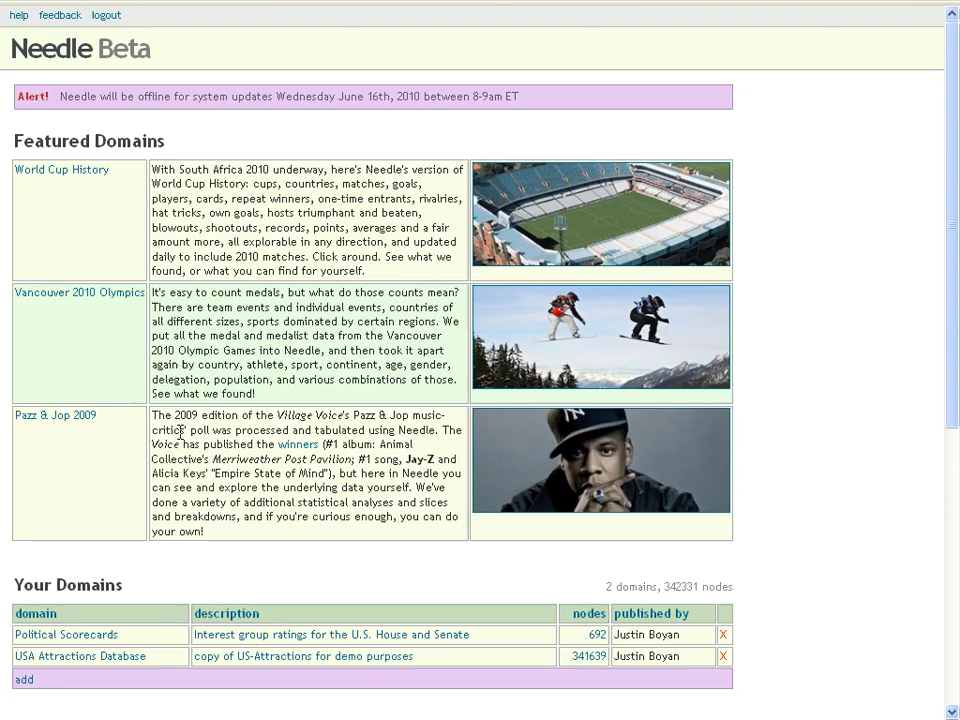 help feedback logout
Needle Beta
Alert! Needle will be offline for system updates Wednesday June 16th, 2010 between 8-9am ET
Featured Domains
World Cup History
With South Africa 2010 underway, here's Needle's version of
World Cup History: cups, countries, matches, goals,
players, cards, repeat winners, one-time entrants, rivalries,
hat tricks, own goals, hosts triumphant and beaten,
blowouts, shootouts, records, points, averages and a fair
amount more, all explorable in any direction, and updated
daily to include 2010 matches. Click around. See what we
found, or what you can find for yourself.
Vancouver 2010 Olympics
It's easy to count medals, but what do those counts mean?
There are team events and individual events, countries of
all different sizes, sports dominated by certain regions. We
put all the medal and medalist data from the Vancouver
2010 Olympic Games into Needle, and then took it apart
again by country, athlete, sport, continent, age, gender,
delegation, population, and various combinations of those.
See what we found!
Pazz & Jop 2009
The 2009 edition of the Village Voice's Pazz & Jop music-
critics' poll was processed and tabulated using Needle. The
Voice has published the winners (#1 album: Animal
Collective's Merriweather Post Pavilion; #1 song, Jay-Z and
Alicia Keys' "Empire State of Mind"), but here in Needle you
can see and explore the underlying data yourself. We've
done a variety of additional statistical analyses and slices
and breakdowns, and if you're curious enough, you can do
your own!
Your Domains 2 domains, 342331 nodes
domain description nodes published by
Political Scorecards Interest group ratings for the U.S. House and Senate 692 Justin Boyan X
USA Attractions Database copy of US-Attractions for demo purposes 341639 Justin Boyan X
add